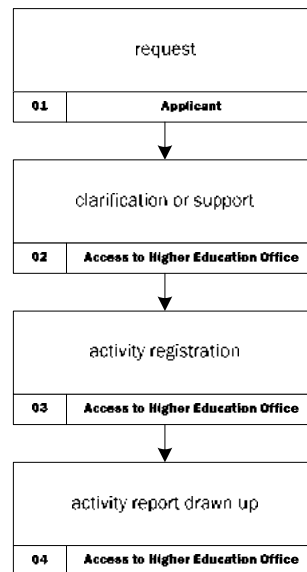 request
01 Applicant
clarification or support
02 Access to Higher Education Office
activity registration
03 Access to Higher Education Office
activity report drawn up
04 Access to Higher Education Office